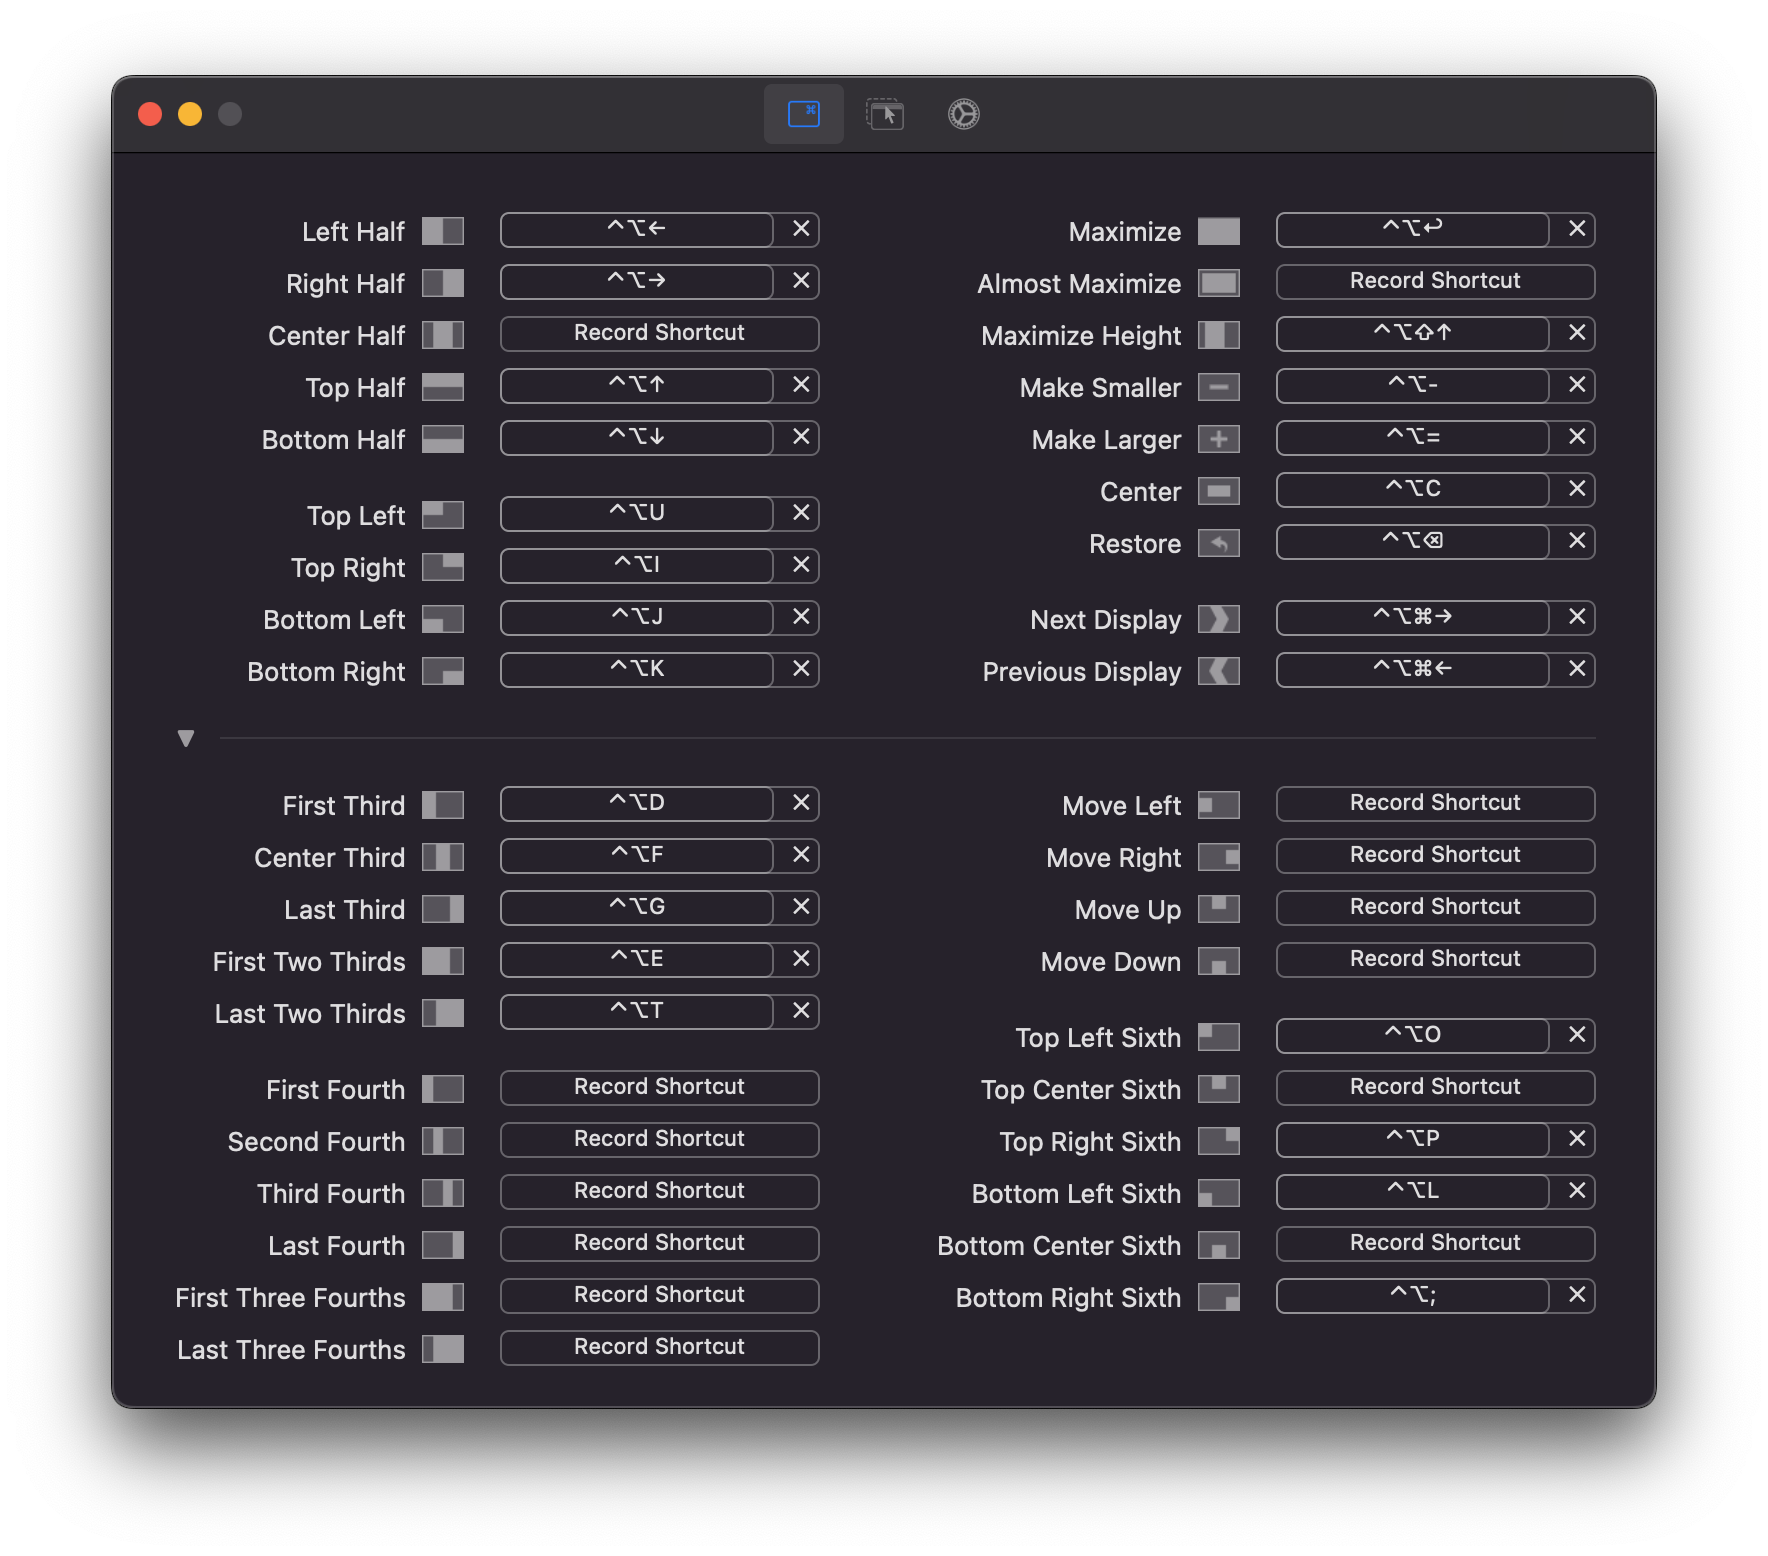 Left Half ^⌥←
Right Half ^⌥→
Center Half Record Shortcut
Top Half ^⌥↑
Bottom Half ^⌥↓
Top Left ^⌥U
Top Right ^⌥I
Bottom Left ^⌥J
Bottom Right ^⌥K
Maximize ^⌥↩
Almost Maximize Record Shortcut
Maximize Height ^⌥⇧↑
Make Smaller ^⌥-
Make Larger ^⌥=
Center ^⌥C
Restore ^⌥⌫
Next Display ^⌥⌘→
Previous Display ^⌥⌘←
First Third ^⌥D
Center Third ^⌥F
Last Third ^⌥G
First Two Thirds ^⌥E
Last Two Thirds ^⌥T
First Fourth Record Shortcut
Second Fourth Record Shortcut
Third Fourth Record Shortcut
Last Fourth Record Shortcut
First Three Fourths Record Shortcut
Last Three Fourths Record Shortcut
Move Left Record Shortcut
Move Right Record Shortcut
Move Up Record Shortcut
Move Down Record Shortcut
Top Left Sixth ^⌥O
Top Center Sixth Record Shortcut
Top Right Sixth ^⌥P
Bottom Left Sixth ^⌥L
Bottom Center Sixth Record Shortcut
Bottom Right Sixth ^⌥;